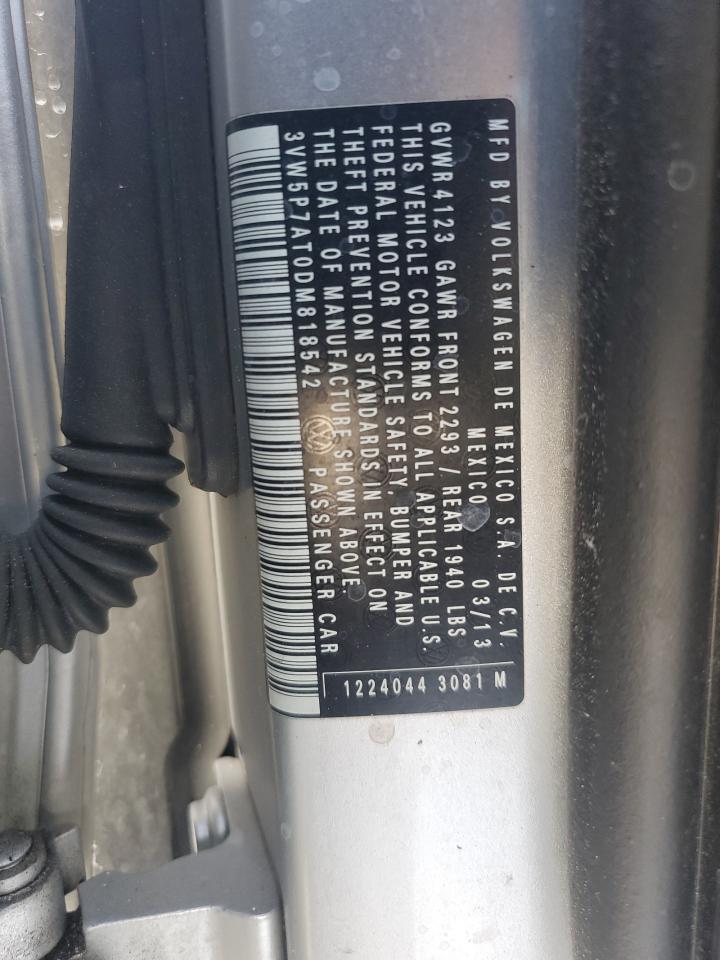 MFD BY VOLKSWAGEN DE MEXICO S.A. DE C.V.
MEXICO 03/13
GVWR 4123 GAWR FRONT 2293 / REAR 1940 LBS
THIS VEHICLE CONFORMS TO ALL APPLICABLE U.S.
FEDERAL MOTOR VEHICLE SAFETY, BUMPER AND
THEFT PREVENTION STANDARDS IN EFFECT ON
THE DATE OF MANUFACTURE SHOWN ABOVE.
3VW5P7AT0DM818542 PASSENGER CAR
1224044 3081 M